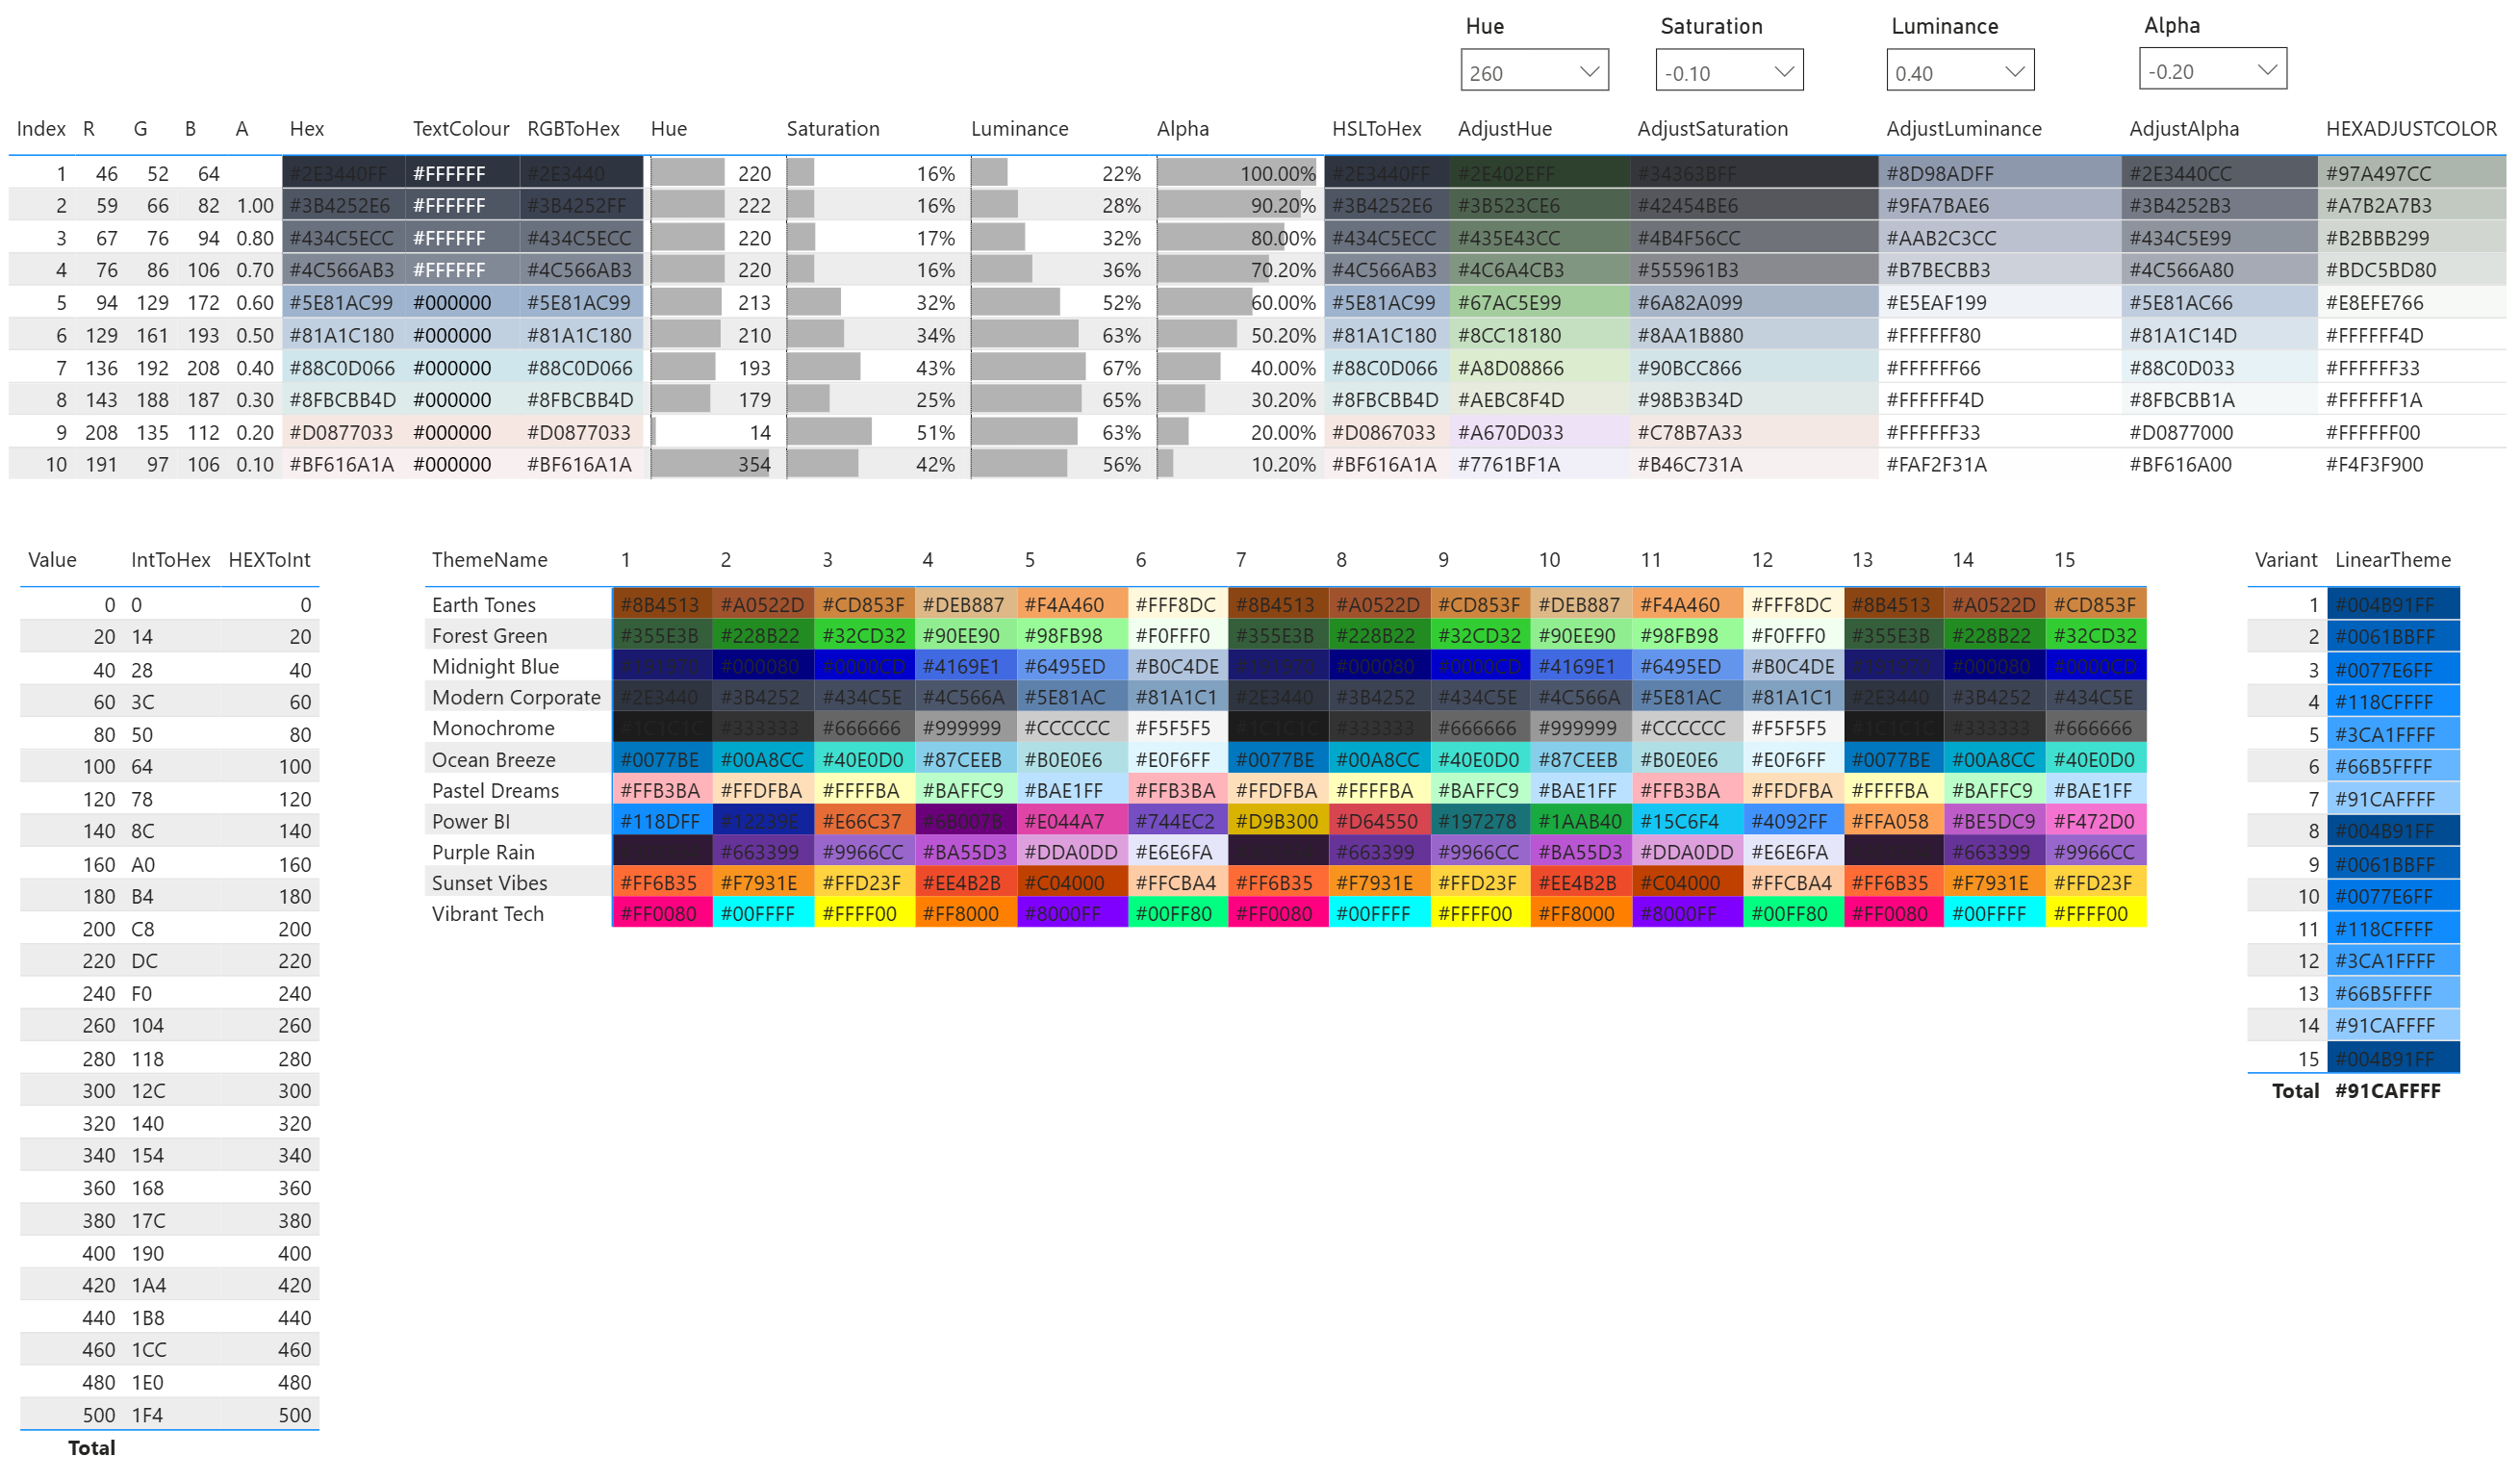 Hue Saturation Luminance Alpha
260 -0.10 0.40 -0.20
Index R G B A Hex TextColour RGBToHex Hue Saturation Luminance Alpha HSLToHex AdjustHue AdjustSaturation AdjustLuminance AdjustAlpha HEXADJUSTCOLOR
1 46 52 64 #2E3440FF #FFFFFF #2E3440 220 16% 22% 100.00% #2E3440FF #2E402EFF #34363BFF #8D98ADFF #2E3440CC #97A497CC
2 59 66 82 1.00 #3B4252E6 #FFFFFF #3B4252FF 222 16% 28% 90.20% #3B4252E6 #3B523CE6 #42454BE6 #9FA7BAE6 #3B4252B3 #A7B2A7B3
3 67 76 94 0.80 #434C5ECC #FFFFFF #434C5ECC 220 17% 32% 80.00% #434C5ECC #435E43CC #4B4F56CC #AAB2C3CC #434C5E99 #B2BBB299
4 76 86 106 0.70 #4C566AB3 #FFFFFF #4C566AB3 220 16% 36% 70.20% #4C566AB3 #4C6A4CB3 #555961B3 #B7BECBB3 #4C566A80 #BDC5BD80
5 94 129 172 0.60 #5E81AC99 #000000 #5E81AC99 213 32% 52% 60.00% #5E81AC99 #67AC5E99 #6A82A099 #E5EAF199 #5E81AC66 #E8EFE766
6 129 161 193 0.50 #81A1C180 #000000 #81A1C180 210 34% 63% 50.20% #81A1C180 #8CC18180 #8AA1B880 #FFFFFF80 #81A1C14D #FFFFFF4D
7 136 192 208 0.40 #88C0D066 #000000 #88C0D066 193 43% 67% 40.00% #88C0D066 #A8D08866 #90BCC866 #FFFFFF66 #88C0D033 #FFFFFF33
8 143 188 187 0.30 #8FBCBB4D #000000 #8FBCBB4D 179 25% 65% 30.20% #8FBCBB4D #AEBC8F4D #98B3B34D #FFFFFF4D #8FBCBB1A #FFFFFF1A
9 208 135 112 0.20 #D0877033 #000000 #D0877033 14 51% 63% 20.00% #D0867033 #A670D033 #C78B7A33 #FFFFFF33 #D0877000 #FFFFFF00
10 191 97 106 0.10 #BF616A1A #000000 #BF616A1A 354 42% 56% 10.20% #BF616A1A #7761BF1A #B46C731A #FAF2F31A #BF616A00 #F4F3F900
Value IntToHex HEXToInt
0 0 0
20 14 20
40 28 40
60 3C 60
80 50 80
100 64 100
120 78 120
140 8C 140
160 A0 160
180 B4 180
200 C8 200
220 DC 220
240 F0 240
260 104 260
280 118 280
300 12C 300
320 140 320
340 154 340
360 168 360
380 17C 380
400 190 400
420 1A4 420
440 1B8 440
460 1CC 460
480 1E0 480
500 1F4 500
Total
ThemeName 1 2 3 4 5 6 7 8 9 10 11 12 13 14 15
Earth Tones #8B4513 #A0522D #CD853F #DEB887 #F4A460 #FFF8DC #8B4513 #A0522D #CD853F #DEB887 #F4A460 #FFF8DC #8B4513 #A0522D #CD853F
Forest Green #355E3B #228B22 #32CD32 #90EE90 #98FB98 #F0FFF0 #355E3B #228B22 #32CD32 #90EE90 #98FB98 #F0FFF0 #355E3B #228B22 #32CD32
Midnight Blue #191970 #000080 #0000CD #4169E1 #6495ED #B0C4DE #191970 #000080 #0000CD #4169E1 #6495ED #B0C4DE #191970 #000080 #0000CD
Modern Corporate #2E3440 #3B4252 #434C5E #4C566A #5E81AC #81A1C1 #2E3440 #3B4252 #434C5E #4C566A #5E81AC #81A1C1 #2E3440 #3B4252 #434C5E
Monochrome #1C1C1C #333333 #666666 #999999 #CCCCCC #F5F5F5 #1C1C1C #333333 #666666 #999999 #CCCCCC #F5F5F5 #1C1C1C #333333 #666666
Ocean Breeze #0077BE #00A8CC #40E0D0 #87CEEB #B0E0E6 #E0F6FF #0077BE #00A8CC #40E0D0 #87CEEB #B0E0E6 #E0F6FF #0077BE #00A8CC #40E0D0
Pastel Dreams #FFB3BA #FFDFBA #FFFFBA #BAFFC9 #BAE1FF #FFB3BA #FFDFBA #FFFFBA #BAFFC9 #BAE1FF #FFB3BA #FFDFBA #FFFFBA #BAFFC9 #BAE1FF
Power BI #118DFF #12239E #E66C37 #6B007B #E044A7 #744EC2 #D9B300 #D64550 #197278 #1AAB40 #15C6F4 #4092FF #FFA058 #BE5DC9 #F472D0
Purple Rain #663399 #9966CC #BA55D3 #DDA0DD #E6E6FA #663399 #9966CC #BA55D3 #DDA0DD #E6E6FA #663399 #9966CC
Sunset Vibes #FF6B35 #F7931E #FFD23F #EE4B2B #C04000 #FFCBA4 #FF6B35 #F7931E #FFD23F #EE4B2B #C04000 #FFCBA4 #FF6B35 #F7931E #FFD23F
Vibrant Tech #FF0080 #00FFFF #FFFF00 #FF8000 #8000FF #00FF80 #FF0080 #00FFFF #FFFF00 #FF8000 #8000FF #00FF80 #FF0080 #00FFFF #FFFF00
Variant LinearTheme
1 #004B91FF
2 #0061BBFF
3 #0077E6FF
4 #118CFFFF
5 #3CA1FFFF
6 #66B5FFFF
7 #91CAFFFF
8 #004B91FF
9 #0061BBFF
10 #0077E6FF
11 #118CFFFF
12 #3CA1FFFF
13 #66B5FFFF
14 #91CAFFFF
15 #004B91FF
Total #91CAFFFF